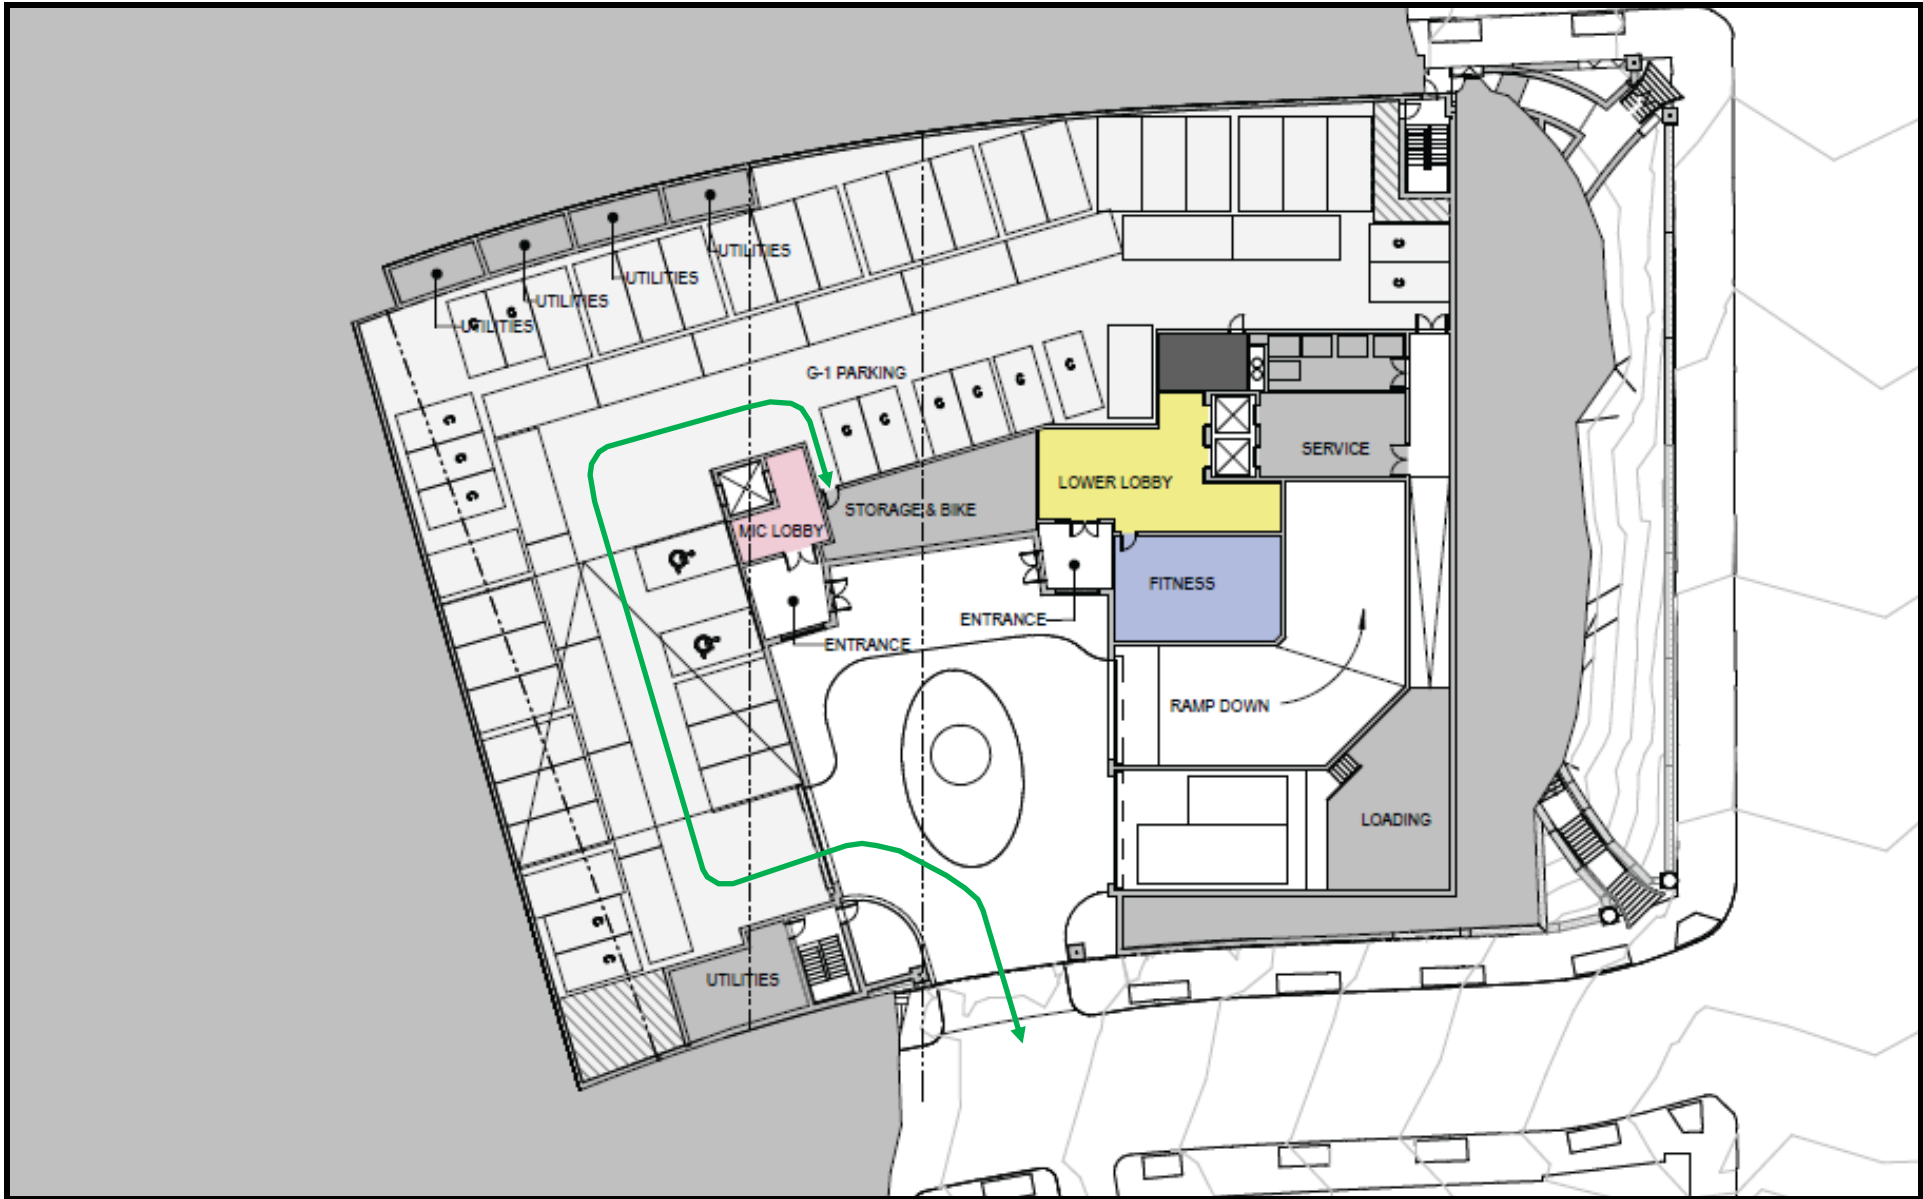 UTILITIES
UTILITIES
UTILITIES
UTILITIES
C
C
C
C
G-1 PARKING
C
C
C
C
C
C
C
C
C
SERVICE
LOWER LOBBY
STORAGE & BIKE
MIC LOBBY
FITNESS
ENTRANCE
ENTRANCE
RAMP DOWN
LOADING
C
C
UTILITIES